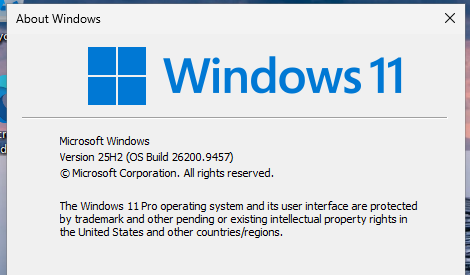 About Windows
Windows 11
Microsoft Windows
Version 25H2 (OS Build 26200.9457)
© Microsoft Corporation. All rights reserved.
The Windows 11 Pro operating system and its user interface are protected
by trademark and other pending or existing intellectual property rights in
the United States and other countries/regions.